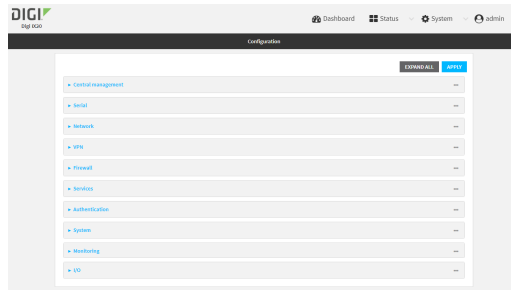 DIGI
Digi IX20
Dashboard Status System admin
Configuration
EXPAND ALL APPLY
Central management
Serial
Network
VPN
Firewall
Services
Authentication
System
Monitoring
I/O